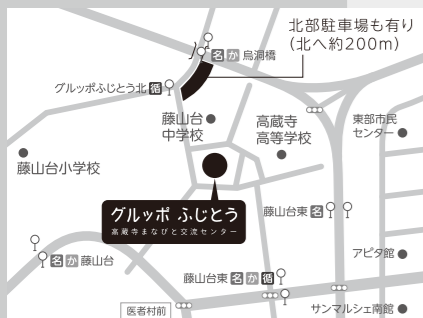 北部駐車場も有り
(北へ約200m)
名 か 烏洞橋
グルッポふじとう北 循
藤山台
中学校
高蔵寺
高等学校
東部市民
センター
藤山台小学校
グルッポ ふじとう
高蔵寺まなびと交流センター
藤山台東 名
名 か 藤山台
アピタ館
藤山台東 名 か 循
医者村前
サンマルシェ南館